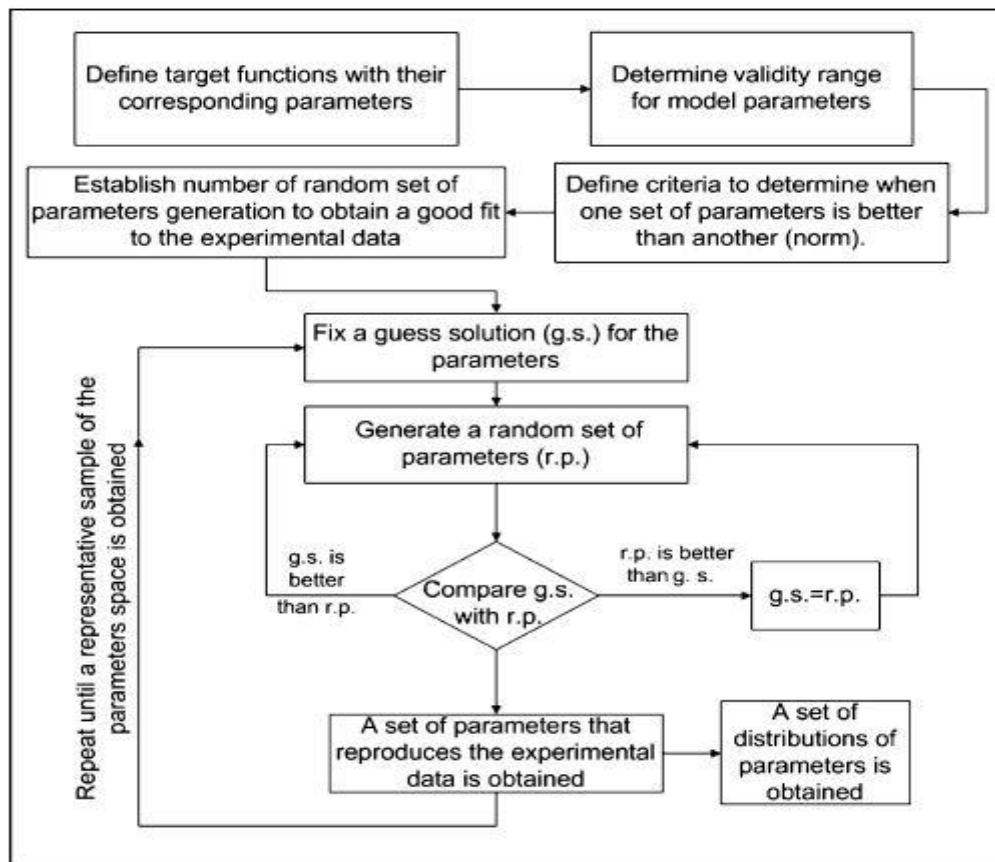 Define target functions with their
corresponding parameters
Determine validity range
for model parameters
Establish number of random set of
parameters generation to obtain a good fit
to the experimental data
Define criteria to determine when
one set of parameters is better
than another (norm).
Fix a guess solution (g.s.) for the
parameters
Generate a random set of
parameters (r.p.)
Repeat until a representative sample of the
parameters space is obtained
g.s. is
better
than r.p.
Compare g.s.
with r.p.
r.p. is better
than g. s.
g.s.=r.p.
A set of parameters that
reproduces the experimental
data is obtained
A set of
distributions of
parameters is
obtained